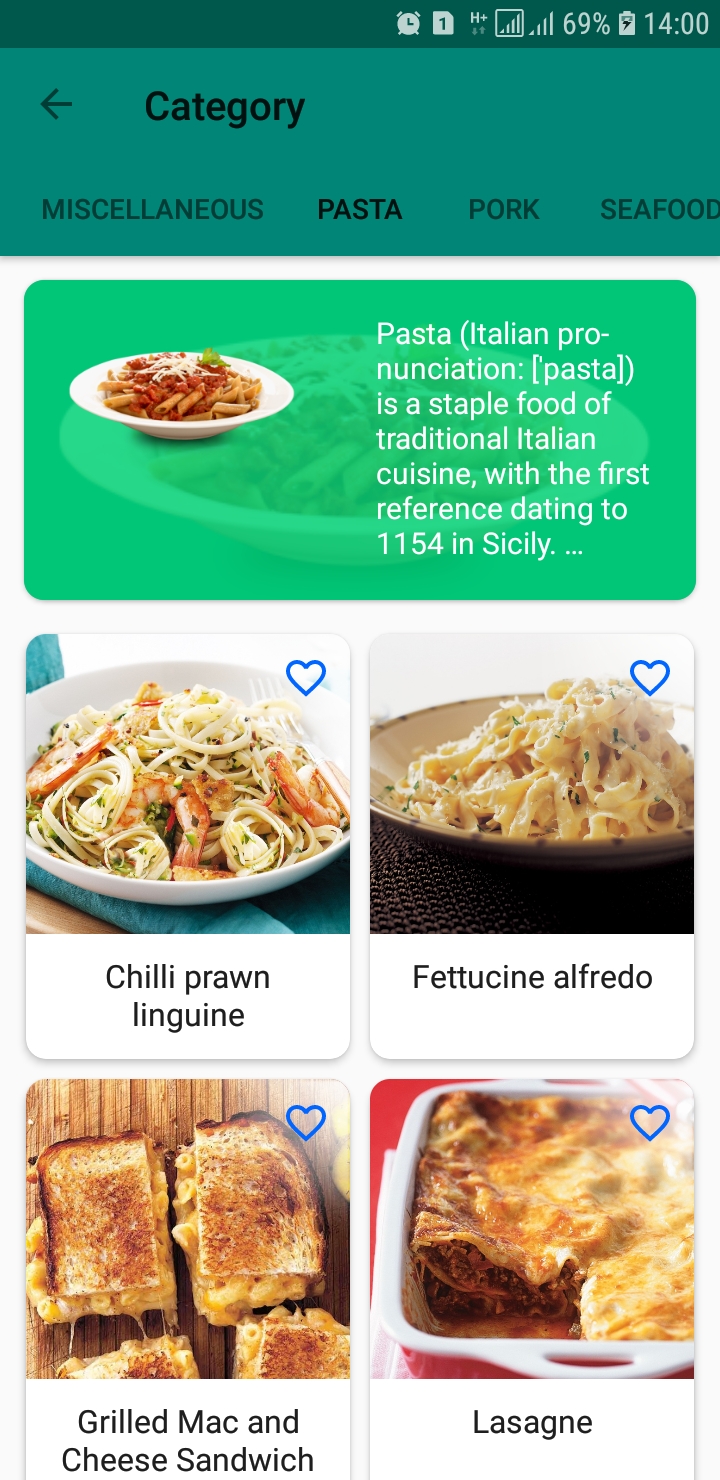 1 H+ 69% 14:00
Category
MISCELLANEOUS PASTA PORK SEAFOOD
Pasta (Italian pro-
nunciation: ['pasta])
is a staple food of
traditional Italian
cuisine, with the first
reference dating to
1154 in Sicily. ...
Chilli prawn
linguine
Fettucine alfredo
Grilled Mac and
Cheese Sandwich
Lasagne